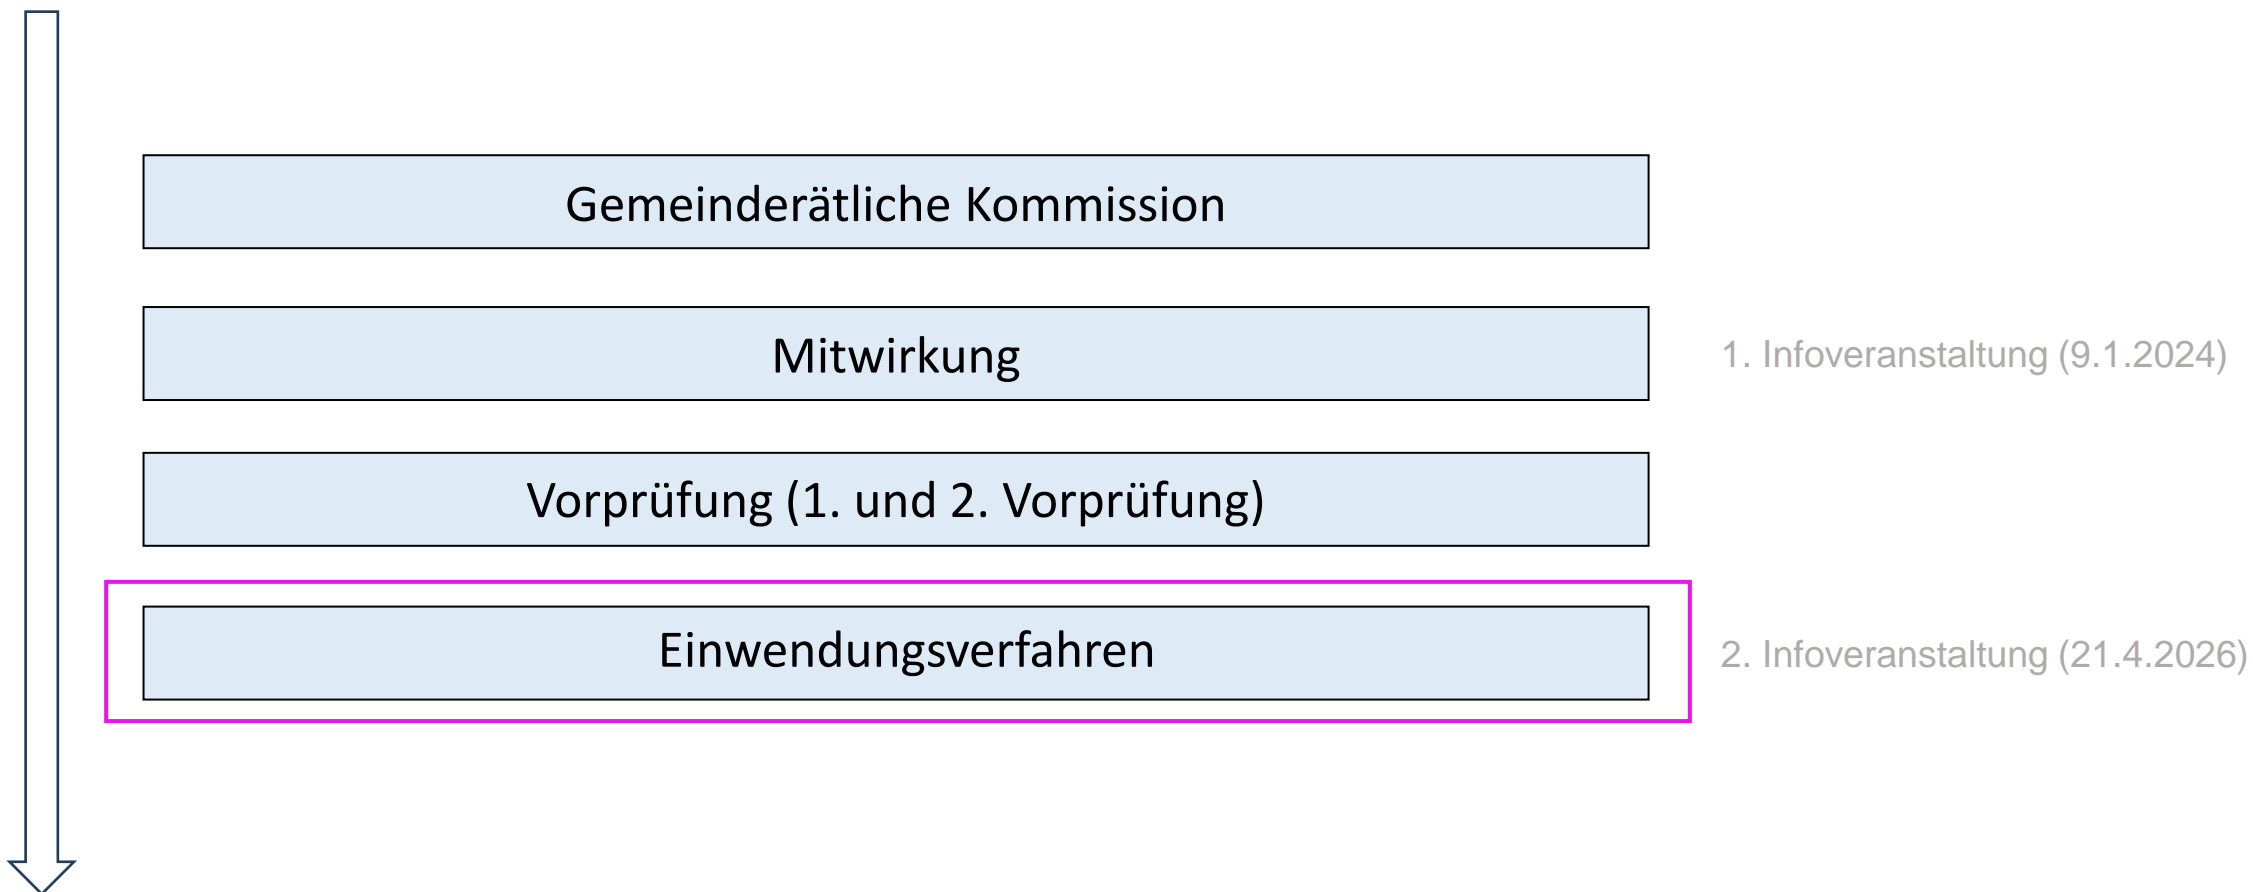 Gemeinderätliche Kommission
Mitwirkung
1. Infoveranstaltung (9.1.2024)
Vorprüfung (1. und 2. Vorprüfung)
Einwendungsverfahren
2. Infoveranstaltung (21.4.2026)